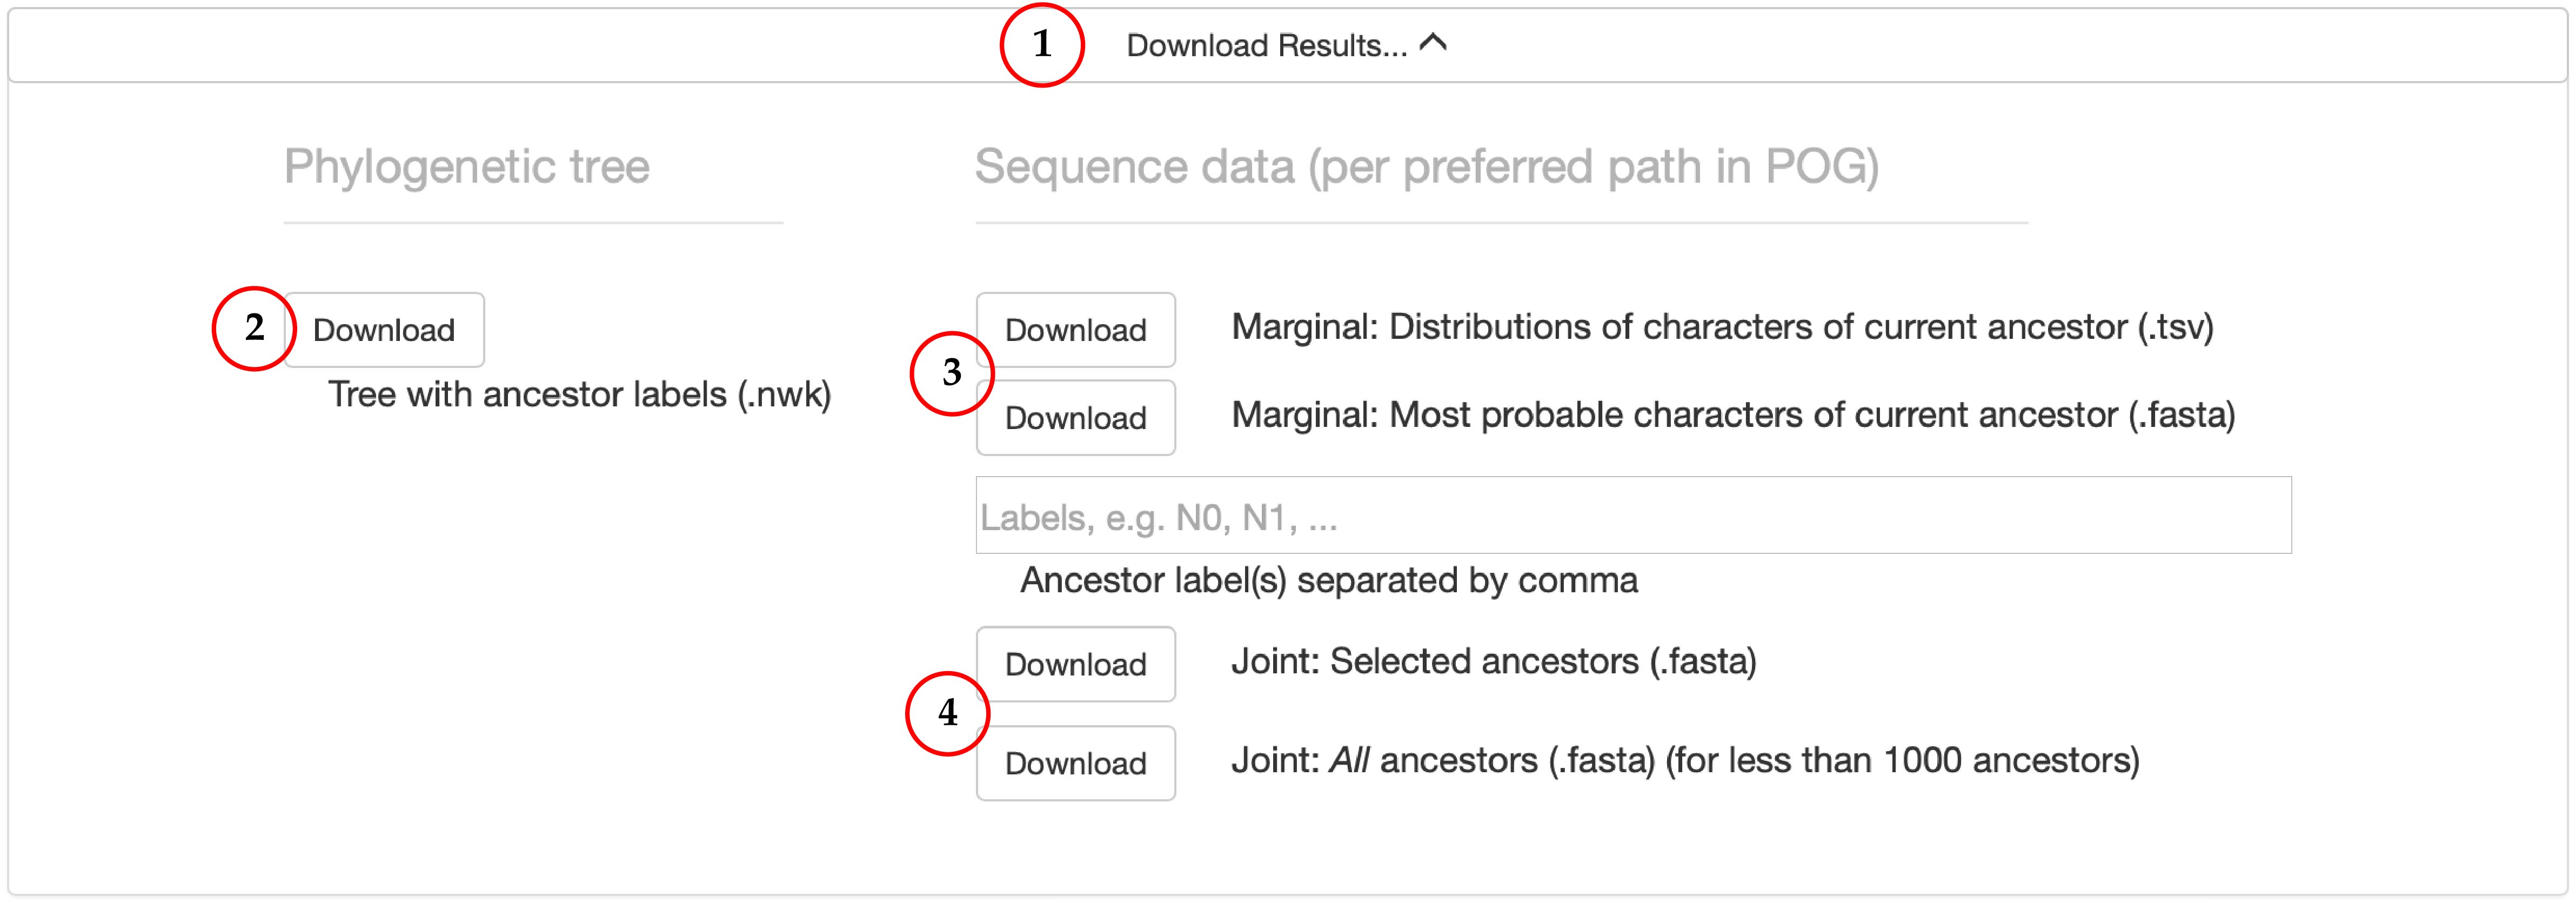 1 Download Results...
Phylogenetic tree
Sequence data (per preferred path in POG)
2 Download
Tree with ancestor labels (.nwk)
3
Download Marginal: Distributions of characters of current ancestor (.tsv)
Download Marginal: Most probable characters of current ancestor (.fasta)
Labels, e.g. N0, N1, ...
Ancestor label(s) separated by comma
4
Download Joint: Selected ancestors (.fasta)
Download Joint: All ancestors (.fasta) (for less than 1000 ancestors)